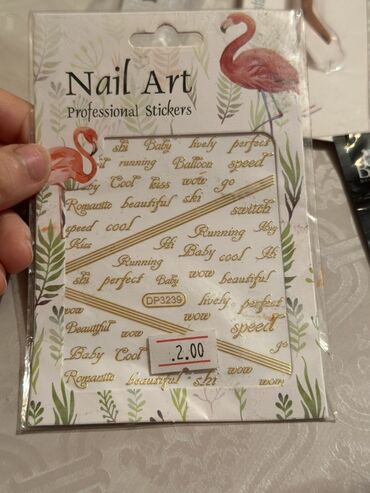 Nail Art
Professional Stickers
ski Baby lively perfect
running Balloon speed
Cool kiss wow go
Romantic beautiful ski
switch
speed cool
Kiss
Running
Baby cool
Running
ski perfect Baby wow beautiful
DP3239
lively perfect
wow
wow
Beautiful wow
speed
2.00
go
Baby Cool
Romantic beautiful ski wow